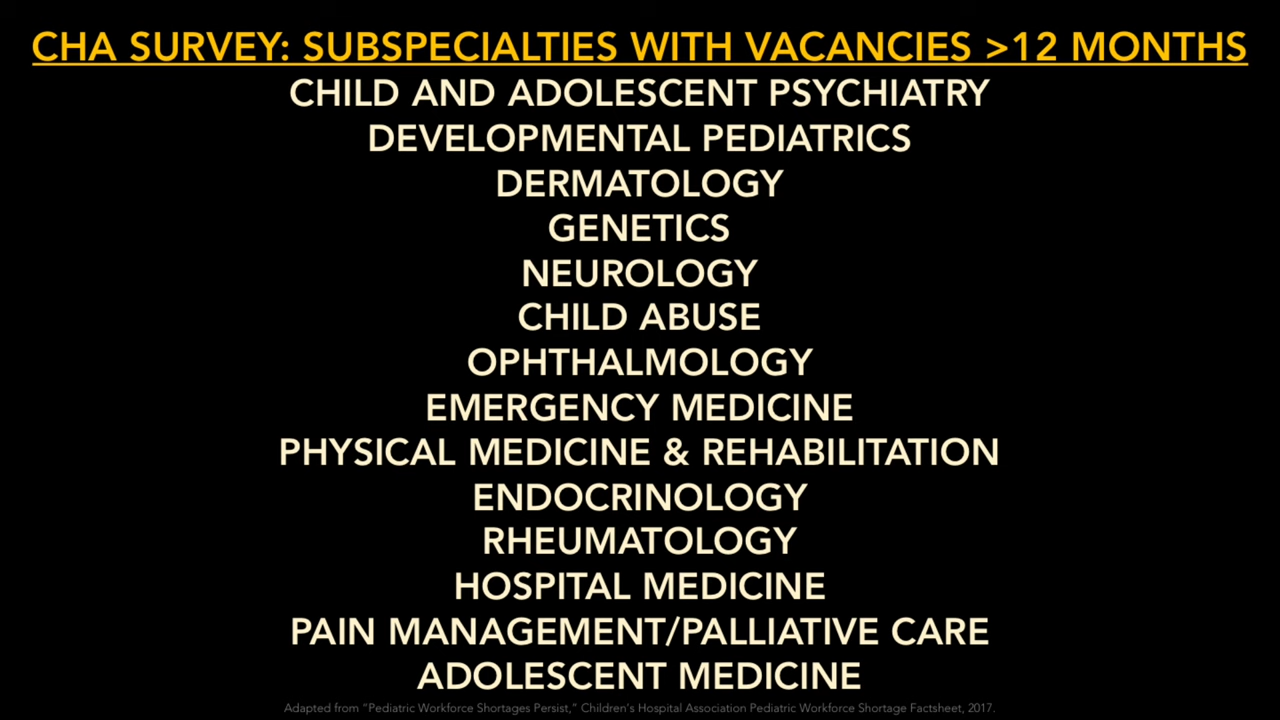 CHA SURVEY: SUBSPECIALTIES WITH VACANCIES >12 MONTHS
CHILD AND ADOLESCENT PSYCHIATRY
DEVELOPMENTAL PEDIATRICS
DERMATOLOGY
GENETICS
NEUROLOGY
CHILD ABUSE
OPHTHALMOLOGY
EMERGENCY MEDICINE
PHYSICAL MEDICINE & REHABILITATION
ENDOCRINOLOGY
RHEUMATOLOGY
HOSPITAL MEDICINE
PAIN MANAGEMENT/PALLIATIVE CARE
ADOLESCENT MEDICINE
Adapted from “Pediatric Workforce Shortages Persist,” Children’s Hospital Association Pediatric Workforce Shortage Factsheet, 2017.